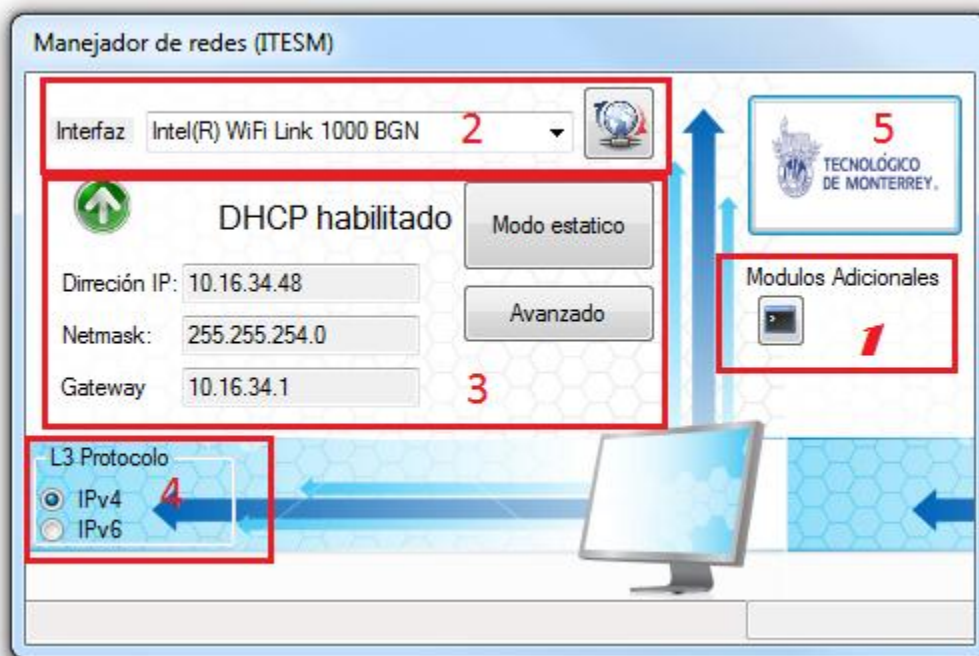 Manejador de redes (ITESM)
Interfaz Intel(R) WiFi Link 1000 BGN 2
5
TECNOLÓGICO
DE MONTERREY.
DHCP habilitado
Modo estatico
Dirreción IP: 10.16.34.48
Netmask: 255.255.254.0
Gateway 10.16.34.1
Avanzado
3
Modulos Adicionales
1
L3 Protocolo
IPv4
IPv6
4